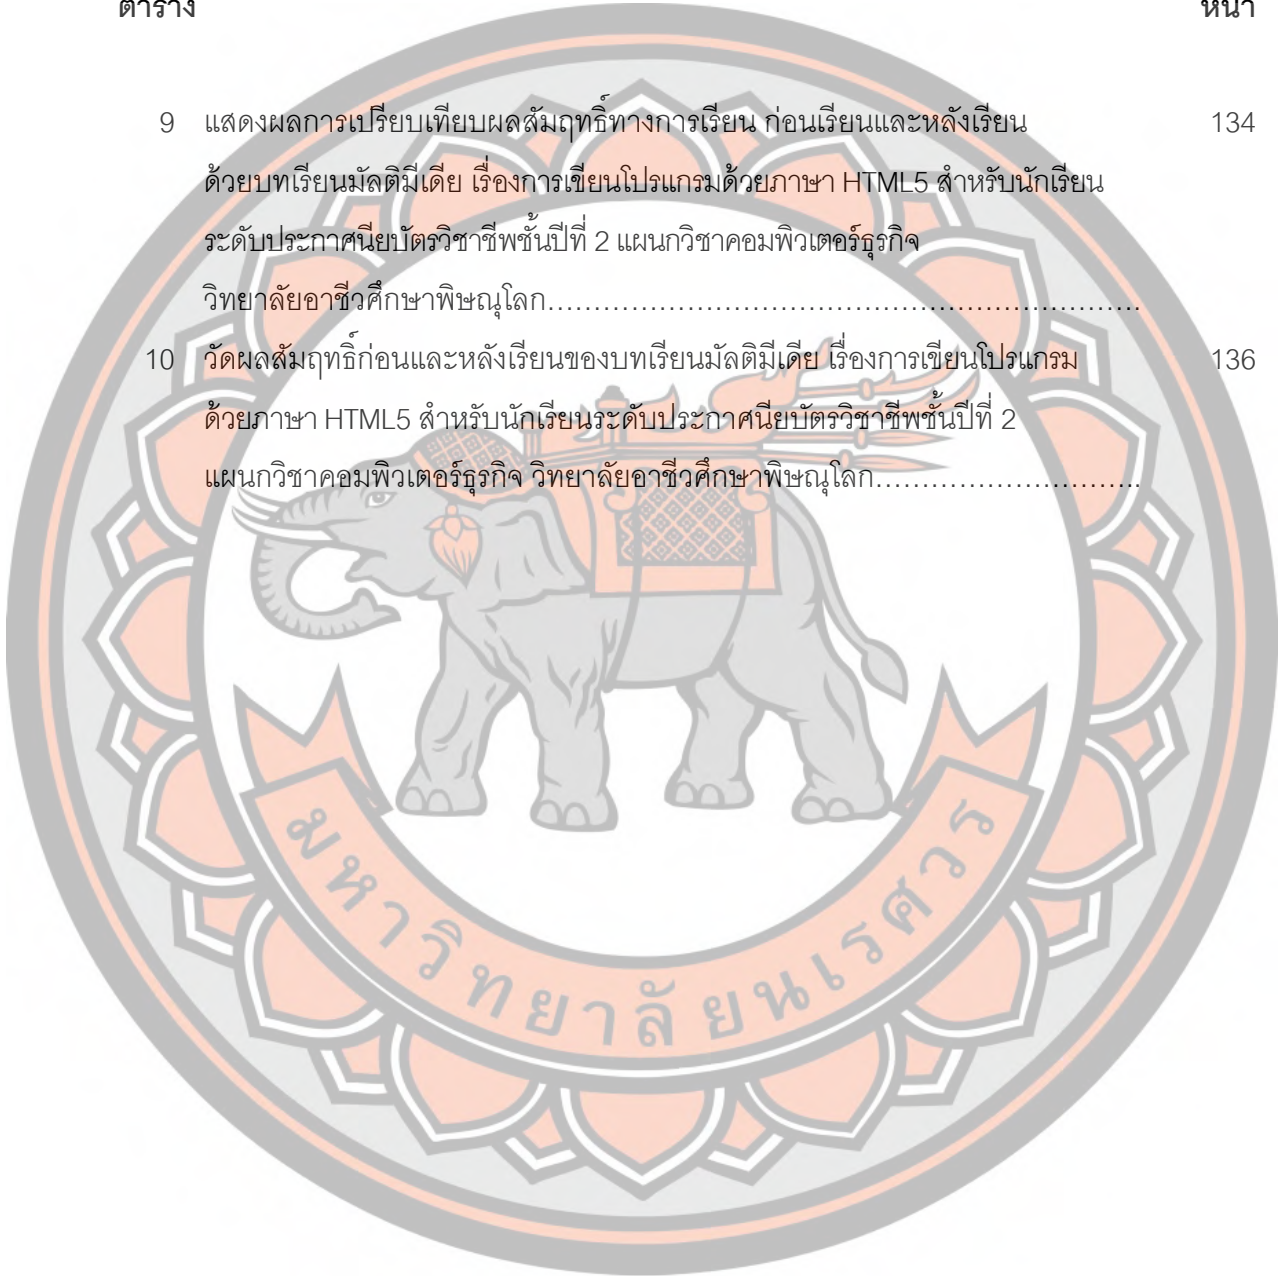 ตาราง หน้า
9 แสดงผลการเปรียบเทียบผลสัมฤทธิ์ทางการเรียน ก่อนเรียนและหลังเรียน 134
ด้วยบทเรียนมัลติมีเดีย เรื่องการเขียนโปรแกรมด้วยภาษา HTML5 สำหรับนักเรียน
ระดับประกาศนียบัตรวิชาชีพชั้นปีที่ 2 แผนกวิชาคอมพิวเตอร์ธุรกิจ
วิทยาลัยอาชีวศึกษาพิษณุโลก……………………………………………………………….
10 วัดผลสัมฤทธิ์ก่อนและหลังเรียนของบทเรียนมัลติมีเดีย เรื่องการเขียนโปรแกรม 136
ด้วยภาษา HTML5 สำหรับนักเรียนระดับประกาศนียบัตรวิชาชีพชั้นปีที่ 2
แผนกวิชาคอมพิวเตอร์ธุรกิจ วิทยาลัยอาชีวศึกษาพิษณุโลก………………………..
มหาวิทยาลัยนเรศวร